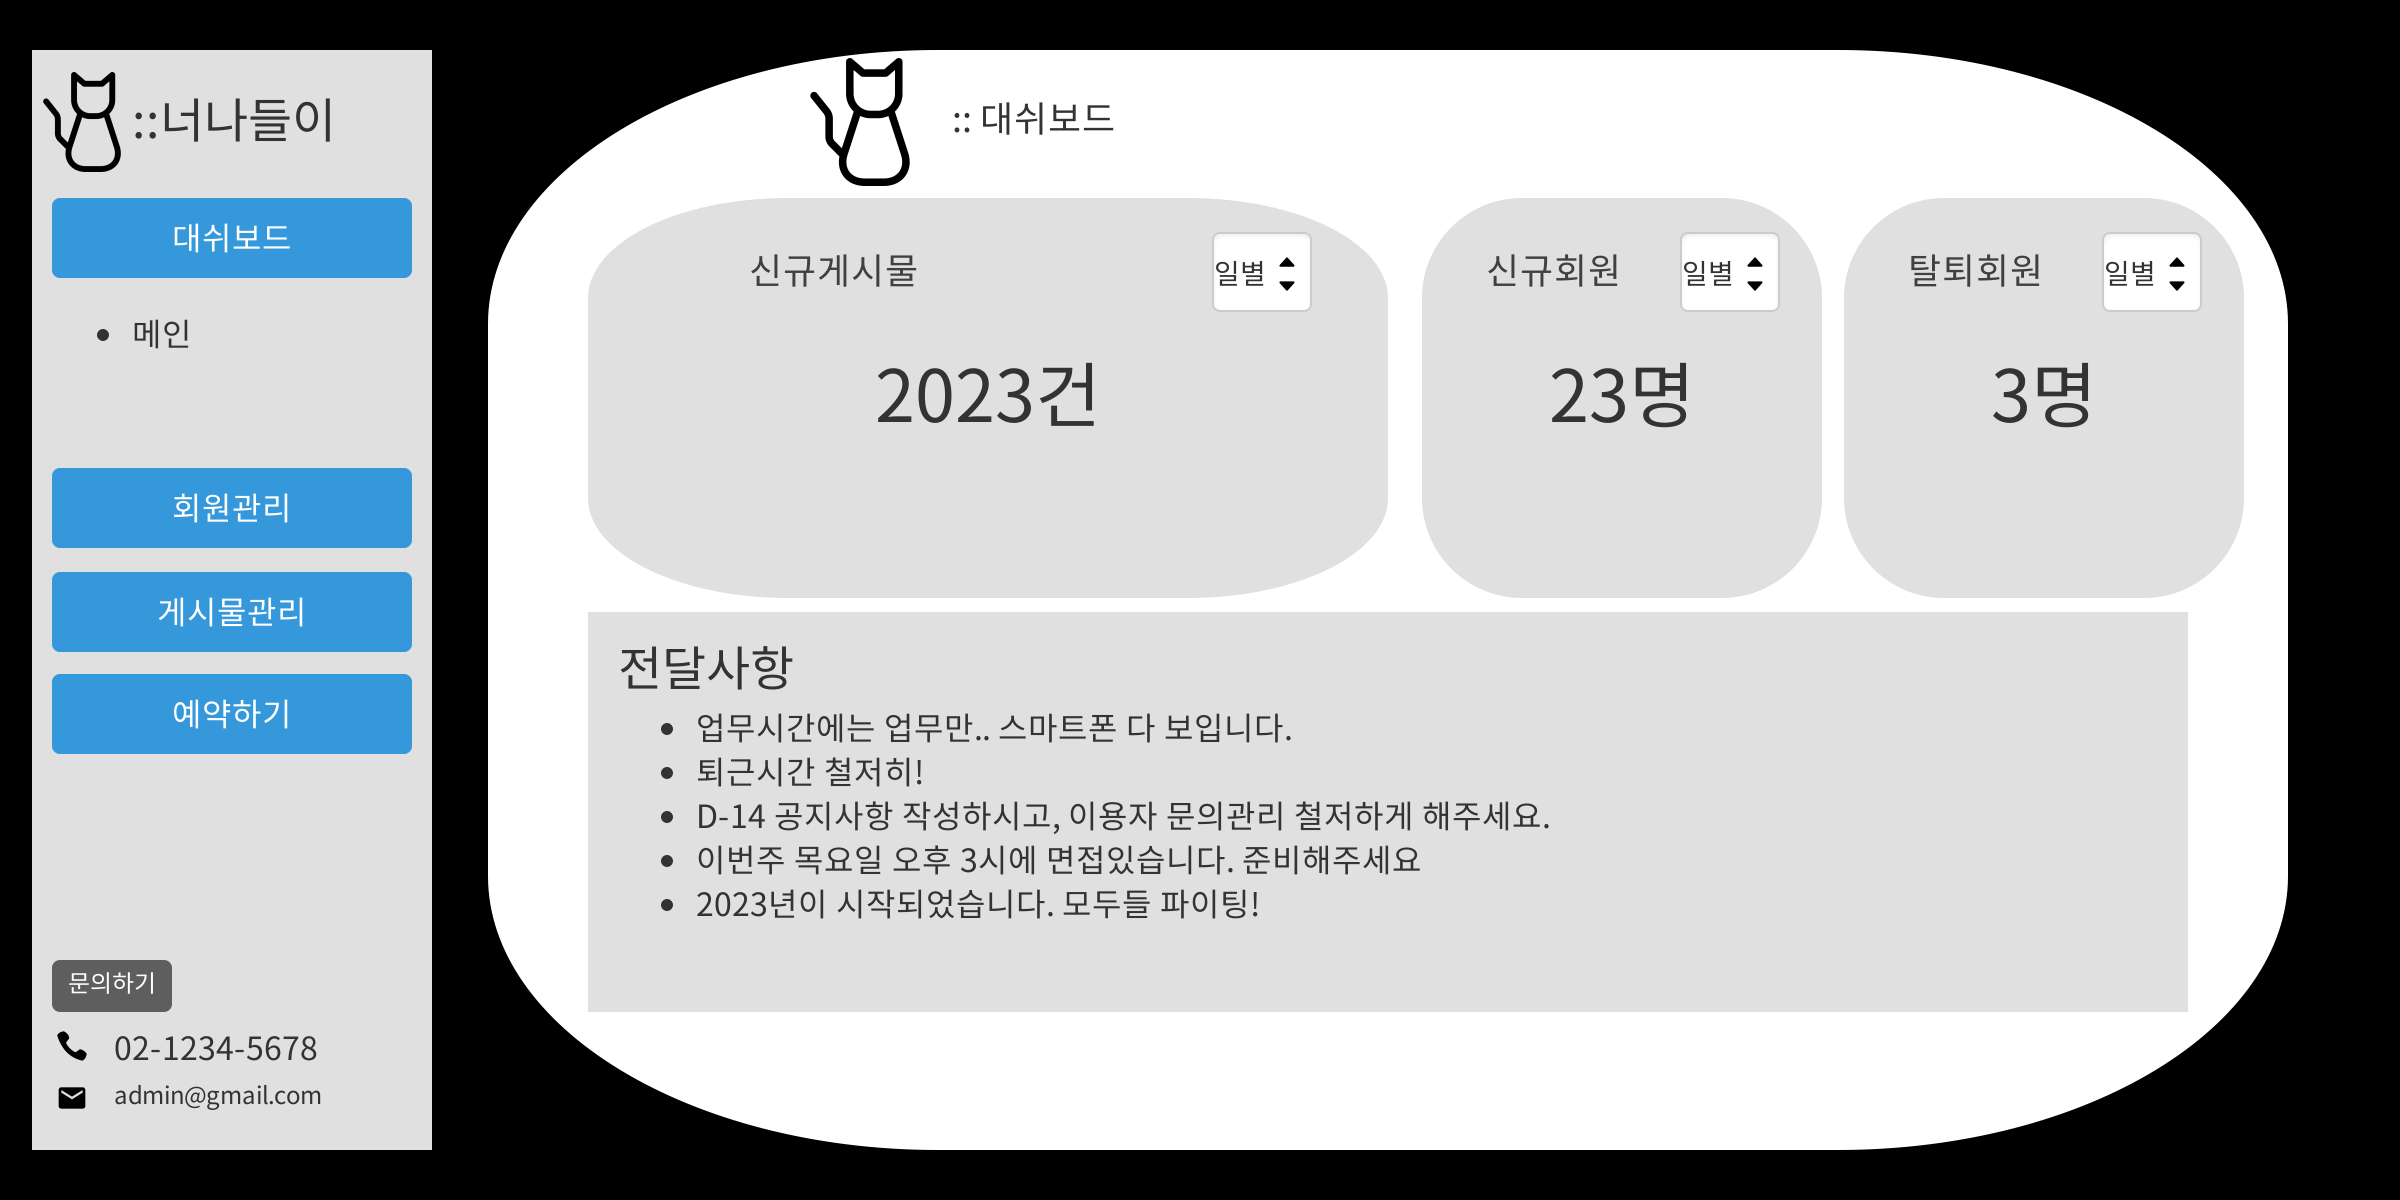 ::너나들이
대쉬보드
메인
회원관리
게시물관리
예약하기
문의하기
02-1234-5678
admin@gmail.com
:: 대쉬보드
신규게시물
일별
2023건
신규회원
일별
23명
탈퇴회원
일별
3명
전달사항
업무시간에는 업무만.. 스마트폰 다 보입니다.
퇴근시간 철저히!
D-14 공지사항 작성하시고, 이용자 문의관리 철저하게 해주세요.
이번주 목요일 오후 3시에 면접있습니다. 준비해주세요
2023년이 시작되었습니다. 모두들 파이팅!